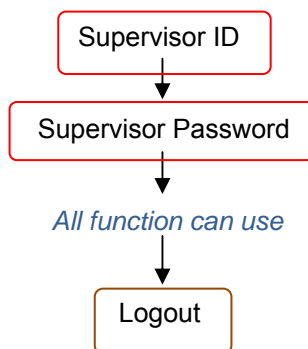 Supervisor ID
Supervisor Password
All function can use
Logout